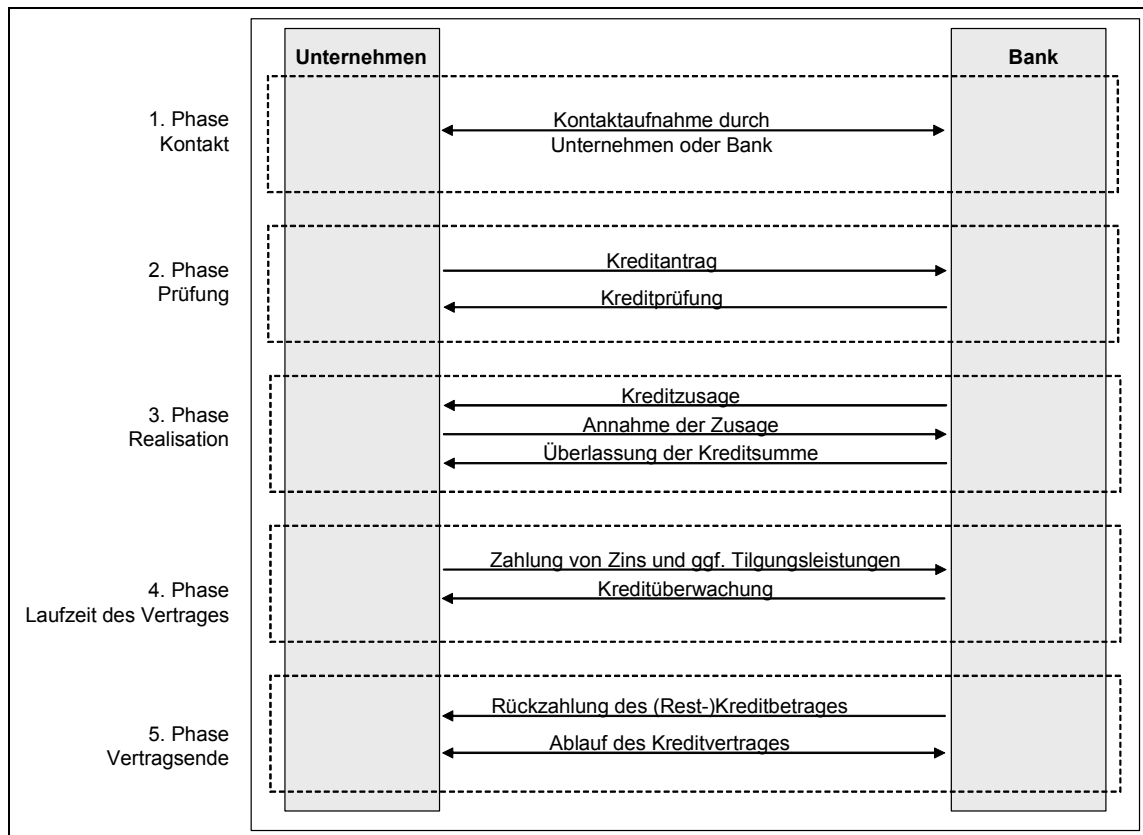 Unternehmen
Bank
1. Phase
Kontakt
Kontaktaufnahme durch
Unternehmen oder Bank
2. Phase
Prüfung
Kreditantrag
Kreditprüfung
3. Phase
Realisation
Kreditzusage
Annahme der Zusage
Überlassung der Kreditsumme
4. Phase
Laufzeit des Vertrages
Zahlung von Zins und ggf. Tilgungsleistungen
Kreditüberwachung
5. Phase
Vertragsende
Rückzahlung des (Rest-)Kreditbetrages
Ablauf des Kreditvertrages